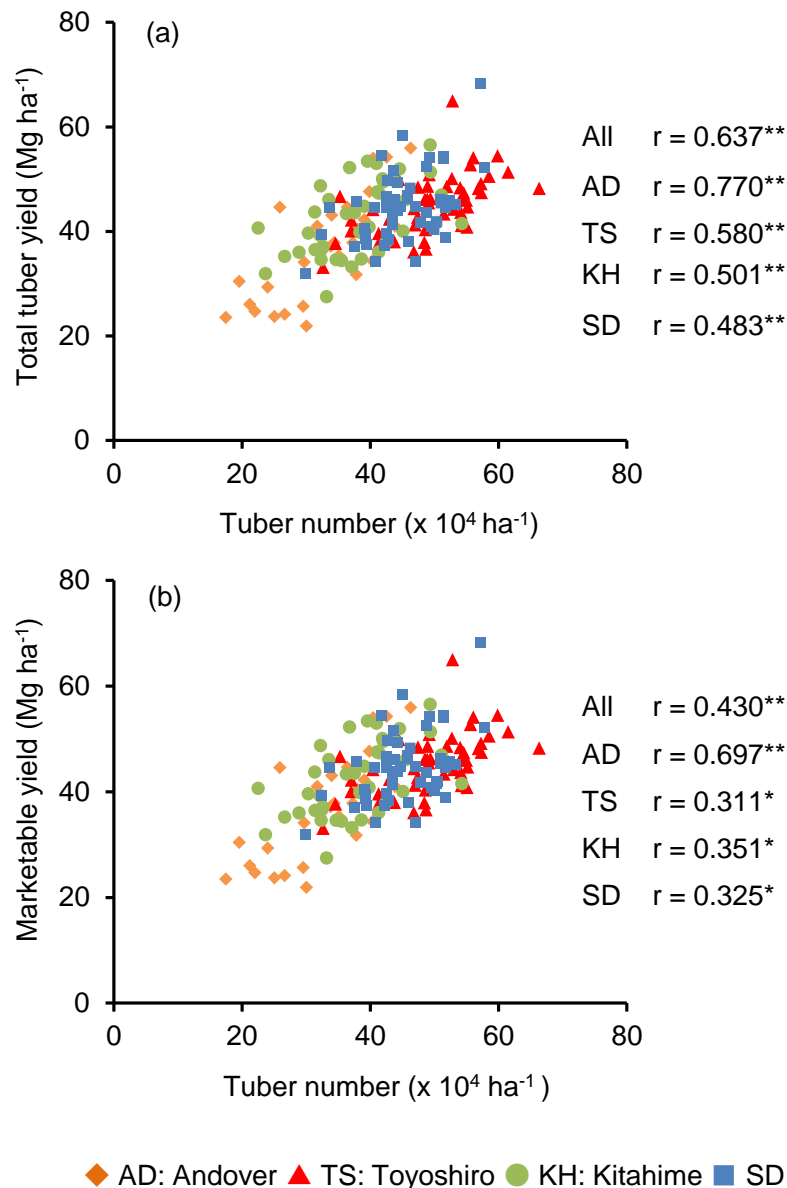 (a)
80
60
40
20
0
Total tuber yield (Mg ha⁻¹)
All r = 0.637**
AD r = 0.770**
TS r = 0.580**
KH r = 0.501**
SD r = 0.483**
0 20 40 60 80
Tuber number (x 10⁴ ha⁻¹)
(b)
80
60
40
20
0
Marketable yield (Mg ha⁻¹)
All r = 0.430**
AD r = 0.697**
TS r = 0.311*
KH r = 0.351*
SD r = 0.325*
0 20 40 60 80
Tuber number (x 10⁴ ha⁻¹ )
AD: Andover TS: Toyoshiro KH: Kitahime SD